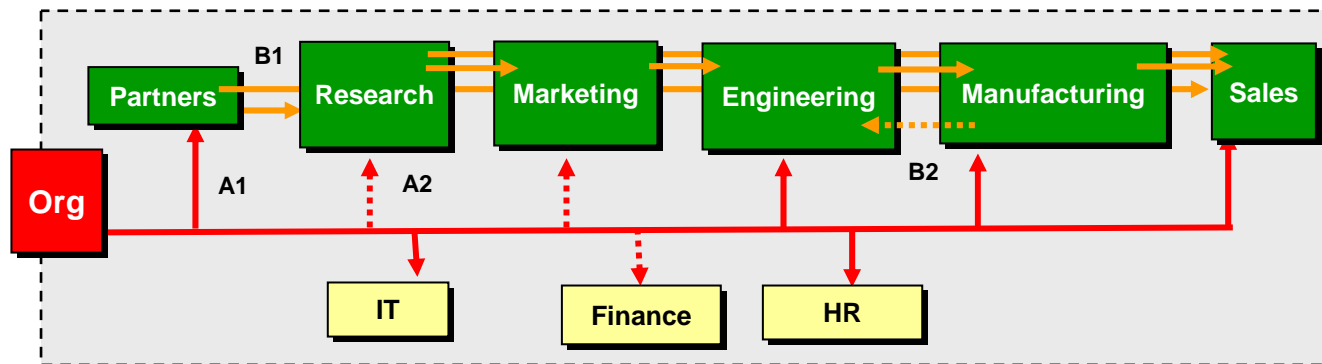 B1
Partners
Research
Marketing
Engineering
Manufacturing
Sales
A1
A2
B2
Org
IT
Finance
HR